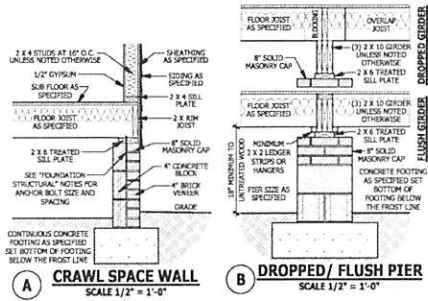 2 X 4 STUDS AT 16" O.C.
UNLESS NOTED OTHERWISE
1/2" GYPSUM
SUB FLOOR AS
SPECIFIED
FLOOR JOIST
AS SPECIFIED
2 X 6 TREATED
SILL PLATE
SEE "FOUNDATION
STRUCTURAL" NOTES FOR
ANCHOR BOLT SIZE AND
SPACING
CONTINUOUS CONCRETE
FOOTING AS SPECIFIED
SET BOTTOM OF FOOTING
BELOW THE FROST LINE
SHEATHING
AS SPECIFIED
SIDING AS
SPECIFIED
2 X 4 SILL
PLATE
2 X RIM
JOIST
8" SOLID
MASONRY CAP
4" CONCRETE
BLOCK
4" BRICK
VENEER
GRADE
A
CRAWL SPACE WALL
SCALE 1/2" = 1'-0"
FLOOR JOIST
AS SPECIFIED
BLOCKING
OVERLAP
JOIST
8" SOLID
MASONRY CAP
(3) 2 X 10 GIRDER
UNLESS NOTED
OTHERWISE
2 X 6 TREATED
SILL PLATE
DROPPED GIRDER
FLOOR JOIST
AS SPECIFIED
(3) 2 X 10 GIRDER
UNLESS NOTED
OTHERWISE
2 X 6 TREATED
SILL PLATE
MINIMUM
2 X 2 LEDGER
STRIPS OR
HANGERS
8" SOLID
MASONRY CAP
PIER SIZE AS
SPECIFIED
CONCRETE FOOTING
AS SPECIFIED SET
BOTTOM OF
FOOTING BELOW
THE FROST LINE
18" MINIMUM TO
UNTREATED WOOD
FLUSH GIRDER
B
DROPPED/ FLUSH PIER
SCALE 1/2" = 1'-0"